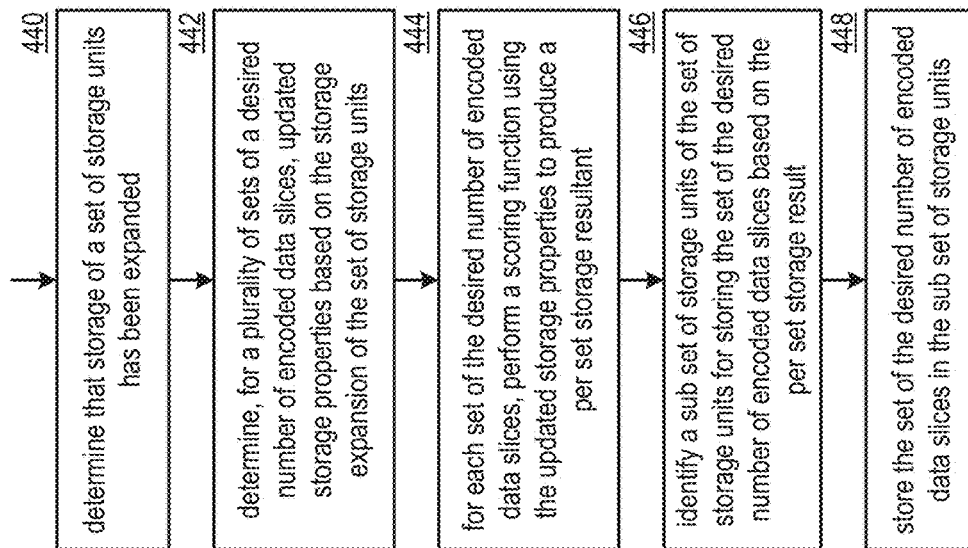 440
determine that storage of a set of storage units
has been expanded
442
determine, for a plurality of sets of a desired
number of encoded data slices, updated
storage properties based on the storage
expansion of the set of storage units
444
for each set of the desired number of encoded
data slices, perform a scoring function using
the updated storage properties to produce a
per set storage resultant
446
identify a sub set of storage units of the set of
storage units for storing the set of the desired
number of encoded data slices based on the
per set storage result
448
store the set of the desired number of encoded
data slices in the sub set of storage units